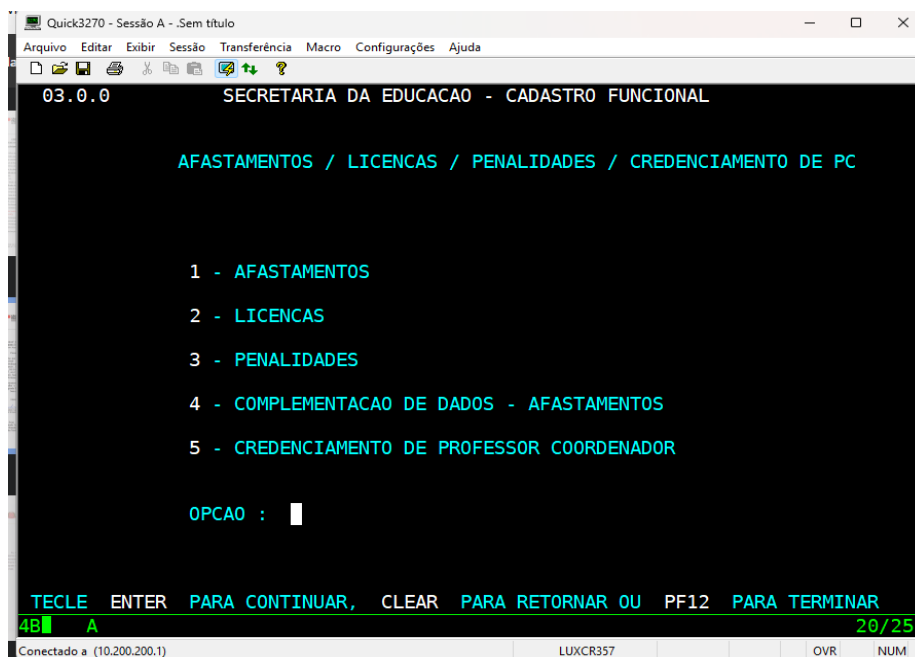 Quick3270 - Sessão A - .Sem título
Arquivo Editar Exibir Sessão Transferência Macro Configurações Ajuda
03.0.0 SECRETARIA DA EDUCACAO - CADASTRO FUNCIONAL
AFASTAMENTOS / LICENCAS / PENALIDADES / CREDENCIAMENTO DE PC
1 - AFASTAMENTOS
2 - LICENCAS
3 - PENALIDADES
4 - COMPLEMENTACAO DE DADOS - AFASTAMENTOS
5 - CREDENCIAMENTO DE PROFESSOR COORDENADOR
OPCAO :
TECLE ENTER PARA CONTINUAR, CLEAR PARA RETORNAR OU PF12 PARA TERMINAR
4B A 20/25
Conectado a (10.200.200.1) LUXCR357 OVR NUM